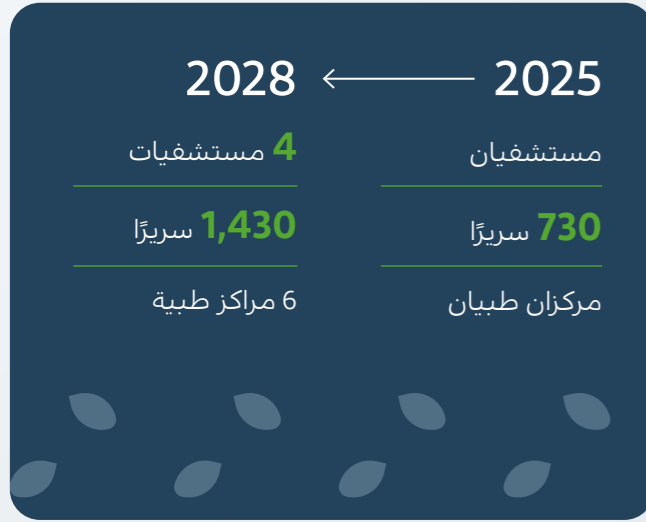 2025
2028
مستشفيان
4 مستشفيات
730 سريرًا
1,430 سريرًا
مركزان طبيان
6 مراكز طبية